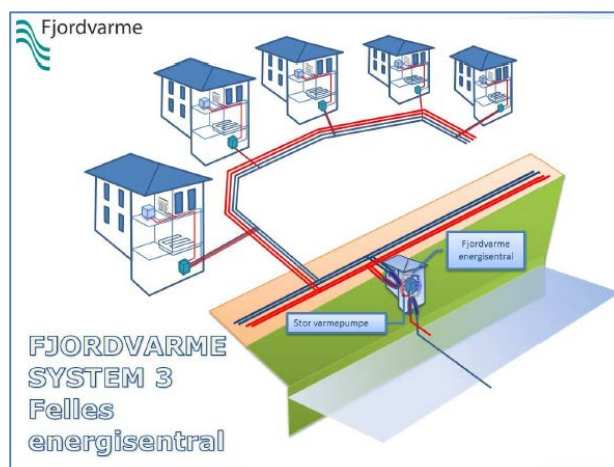 Fjordvarme
Fjordvarme
energisentral
Stor varmepumpe
FJORDVARME
SYSTEM 3
Felles
energisentral